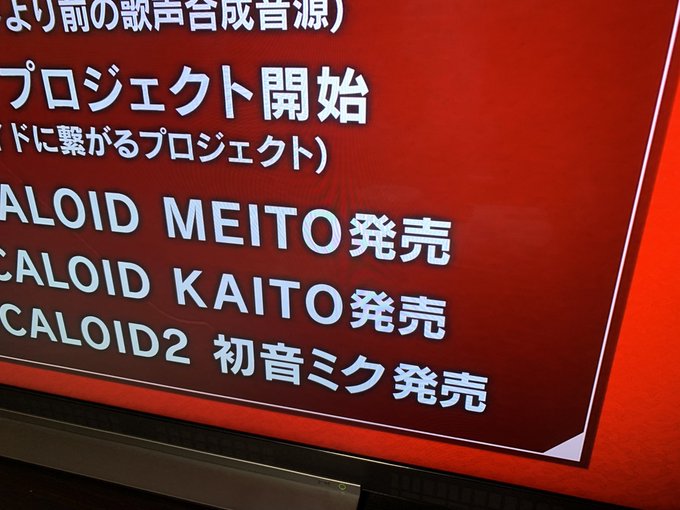 より前の歌声合成音源)
プロジェクト開始
イドに繋がるプロジェクト)
ALOID MEITO発売
CALOID KAITO発売
CALOID2 初音ミク発売